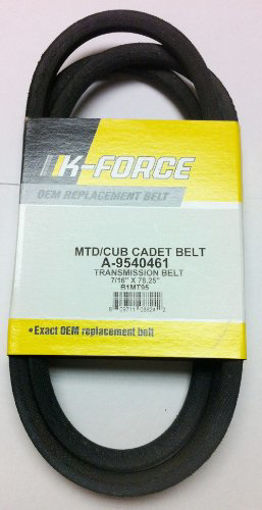 K-FORCE
OEM REPLACEMENT BELT
MTD/CUB CADET BELT
A-9540461
TRANSMISSION BELT
7/16" X 78.25"
B1MT95
•Exact OEM replacement belt